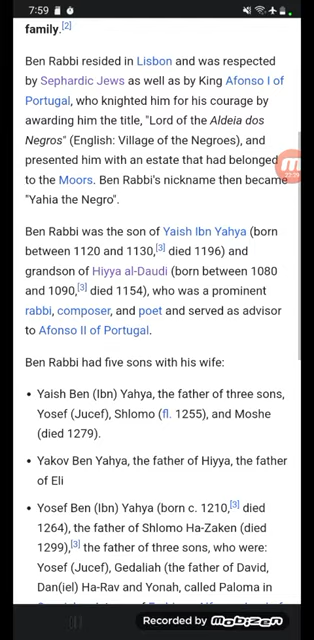 7:59
family.[2]
Ben Rabbi resided in Lisbon and was respected
by Sephardic Jews as well as by King Afonso I of
Portugal, who knighted him for his courage by
awarding him the title, "Lord of the Aldeia dos
Negros" (English: Village of the Negroes), and
presented him with an estate that had belonged
to the Moors. Ben Rabbi's nickname then became
"Yahia the Negro".
Ben Rabbi was the son of Yaish Ibn Yahya (born
between 1120 and 1130,[3] died 1196) and
grandson of Hiyya al-Daudi (born between 1080
and 1090,[3] died 1154), who was a prominent
rabbi, composer, and poet and served as advisor
to Afonso II of Portugal.
Ben Rabbi had five sons with his wife:
• Yaish Ben (Ibn) Yahya, the father of three sons,
Yosef (Jucef), Shlomo (fl. 1255), and Moshe
(died 1279).
• Yakov Ben Yahya, the father of Hiyya, the father
of Eli
• Yosef Ben (Ibn) Yahya (born c. 1210,[3] died
1264), the father of Shlomo Ha-Zaken (died
1299),[3] the father of three sons, who were:
Yosef (Jucef), Gedaliah (the father of David,
Dan(iel) Ha-Rav and Yonah, called Paloma in
Recorded by Mobizen